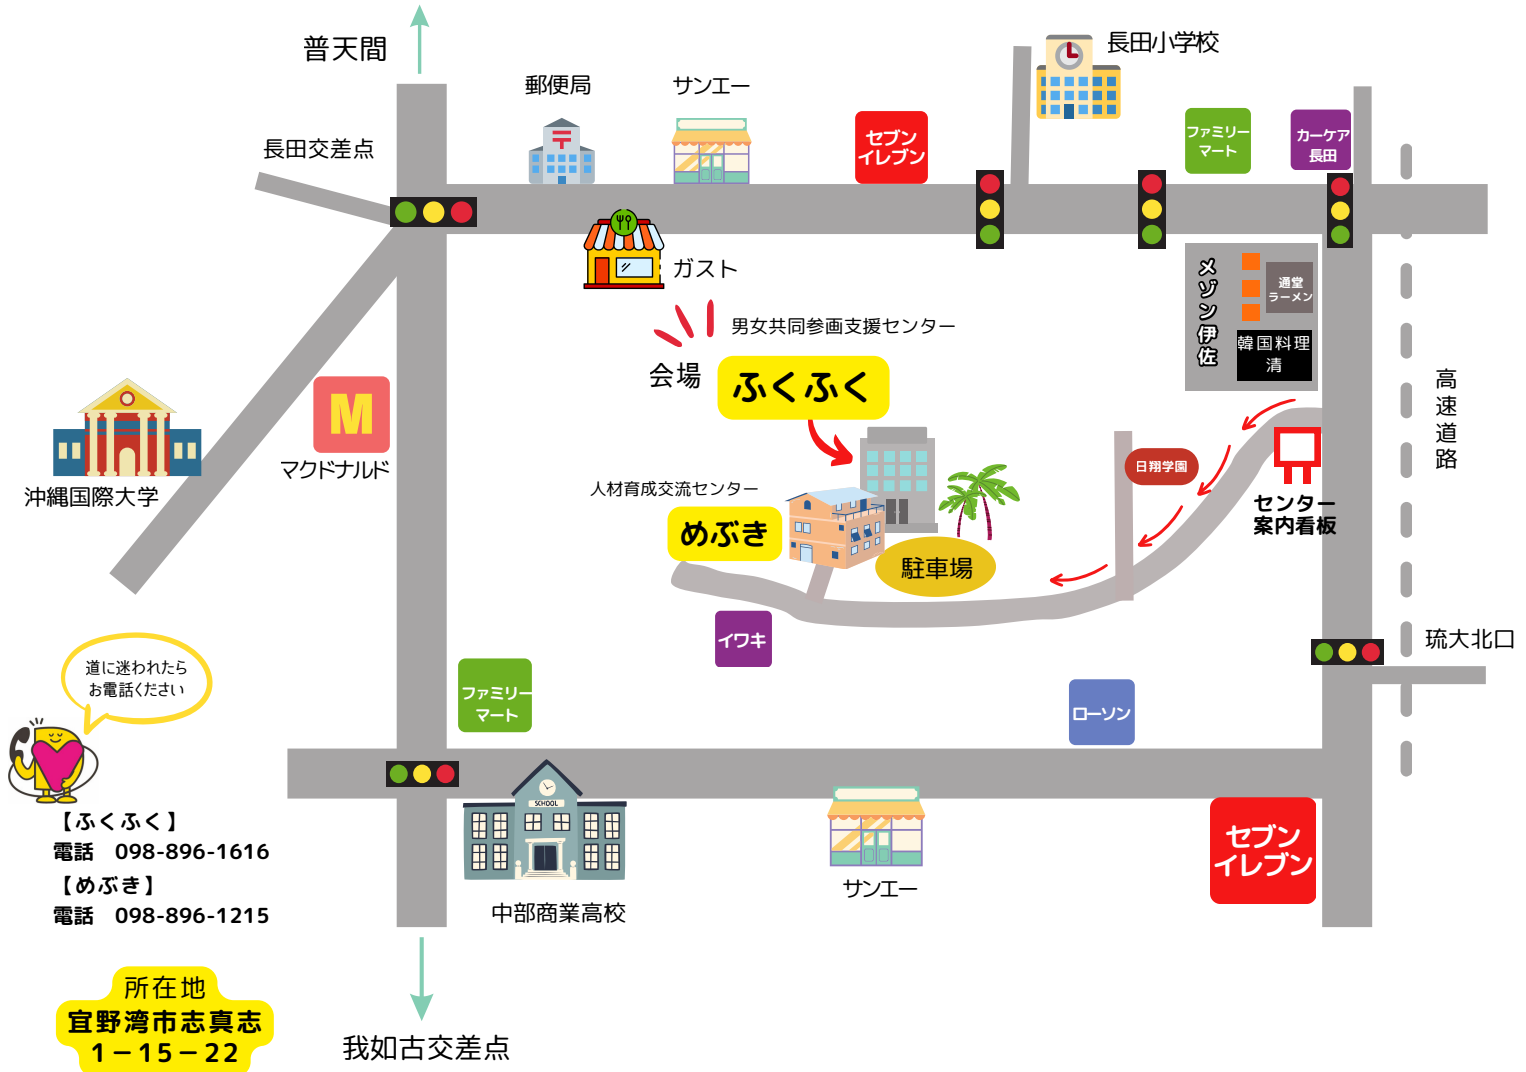 普天間
長田小学校
郵便局
サンエー
セブン
イレブン
ファミリー
マート
カーケア
長田
長田交差点
ガスト
メゾン伊佐
通堂
ラーメン
韓国料理
清
男女共同参画支援センター
会場
ふくふく
高速道路
マクドナルド
沖縄国際大学
日翔学園
人材育成交流センター
めぶき
センター
案内看板
駐車場
イワキ
琉大北口
道に迷われたら
お電話ください
ファミリー
マート
ローソン
SCHOOL
【ふくふく】
電話 098-896-1616
【めぶき】
電話 098-896-1215
中部商業高校
サンエー
セブン
イレブン
所在地
宜野湾市志真志
1－15－22
我如古交差点